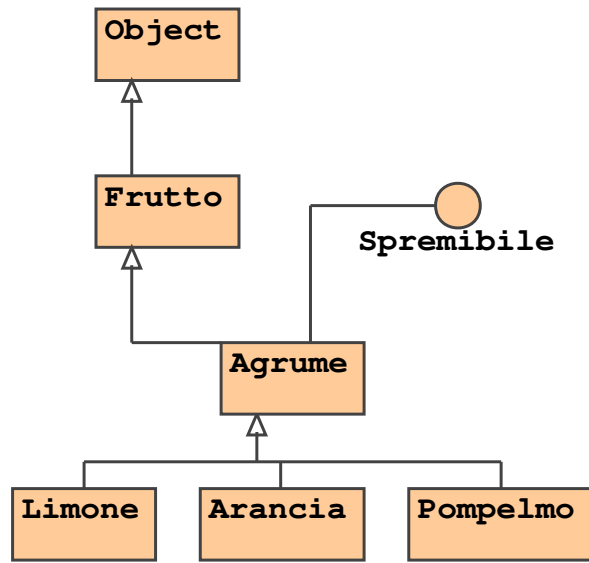 Object
Frutto
Spremibile
Agrume
Limone
Arancia
Pompelmo